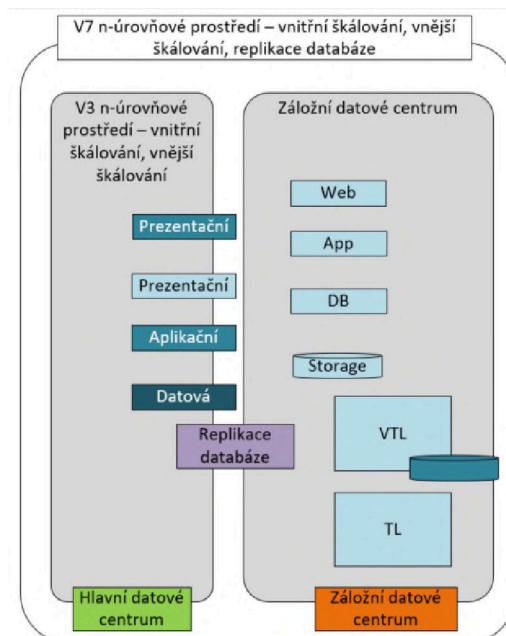 V7 n-úrovňové prostředí – vnitřní škálování, vnější
škálování, replikace databáze
V3 n-úrovňové
prostředí – vnitřní
škálování, vnější
škálování
Prezentační
Prezentační
Aplikační
Datová
Replikace
databáze
Hlavní datové
centrum
Záložní datové centrum
Web
App
DB
Storage
VTL
TL
Záložní datové
centrum